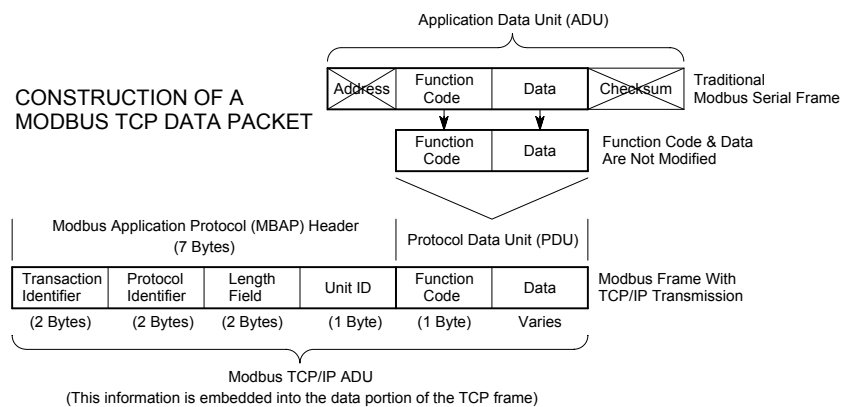 Application Data Unit (ADU)
CONSTRUCTION OF A
MODBUS TCP DATA PACKET
Address
Function
Code
Data
Checksum
Traditional
Modbus Serial Frame
Function
Code
Data
Function Code & Data
Are Not Modified
Modbus Application Protocol (MBAP) Header
(7 Bytes)
Protocol Data Unit (PDU)
Transaction
Identifier
Protocol
Identifier
Length
Field
Unit ID
Function
Code
Data
Modbus Frame With
TCP/IP Transmission
(2 Bytes)
(2 Bytes)
(2 Bytes)
(1 Byte)
(1 Byte)
Varies
Modbus TCP/IP ADU
(This information is embedded into the data portion of the TCP frame)